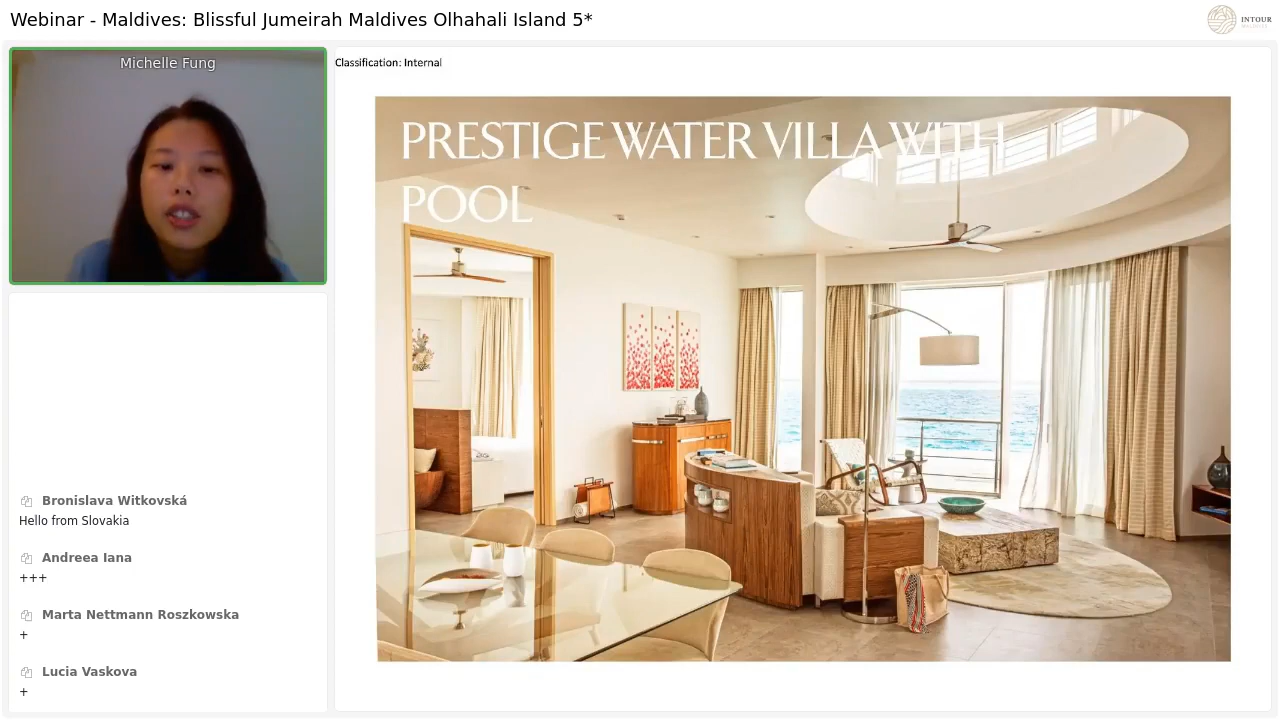 Webinar - Maldives: Blissful Jumeirah Maldives Olhahali Island 5*
INTOUR
Michelle Fung
Classification: Internal
PRESTIGE WATER VILLA WITH
POOL
Bronislava Witkovská
Hello from Slovakia
Andreea Iana
+++
Marta Nettmann Roszkowska
+
Lucia Vaskova
+